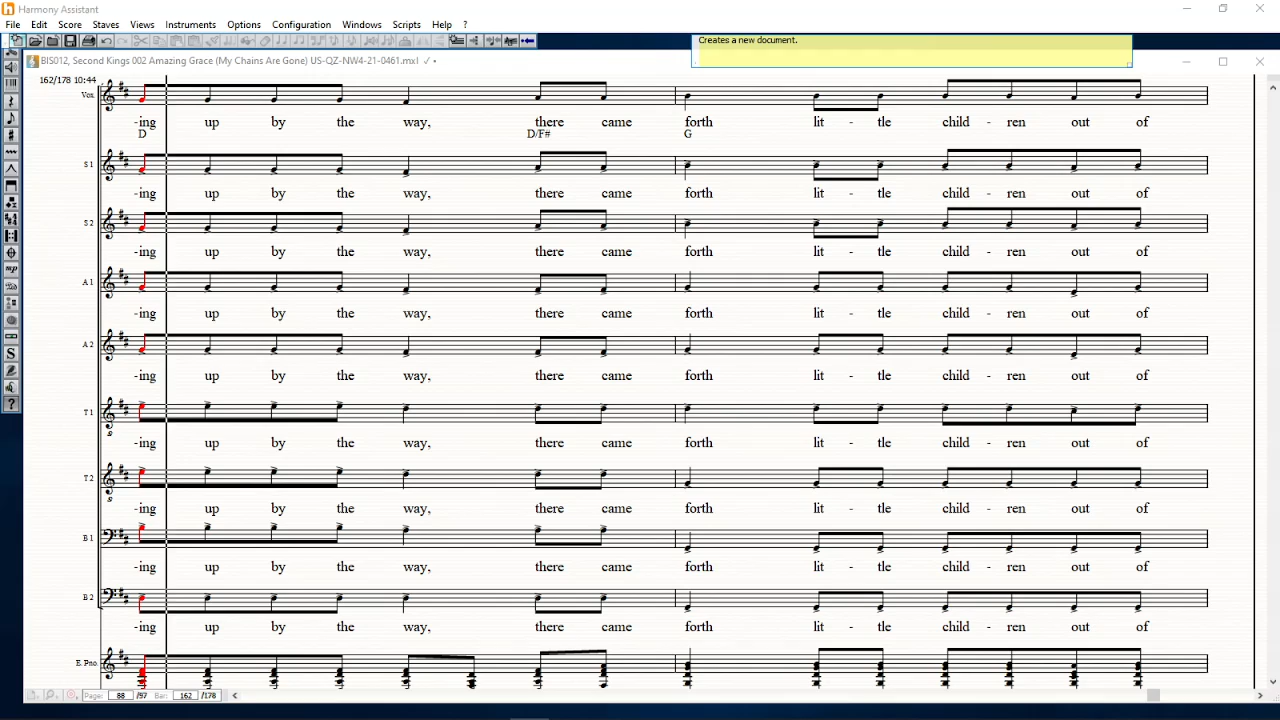 Harmony Assistant
File Edit Score Staves Views Instruments Options Configuration Windows Scripts Help ?
Creates a new document.
BIS012, Second Kings 002 Amazing Grace (My Chains Are Gone) US-QZ-NW4-21-0461.mxl ✓ •
162/178 10:44
Vox.
-ing up by the way, there came forth lit - tle child - ren out of
D D/F# G
S 1
-ing up by the way, there came forth lit - tle child - ren out of
S 2
-ing up by the way, there came forth lit - tle child - ren out of
A 1
-ing up by the way, there came forth lit - tle child - ren out of
A 2
-ing up by the way, there came forth lit - tle child - ren out of
T 1
8
-ing up by the way, there came forth lit - tle child - ren out of
T 2
8
-ing up by the way, there came forth lit - tle child - ren out of
B 1
-ing up by the way, there came forth lit - tle child - ren out of
B 2
-ing up by the way, there came forth lit - tle child - ren out of
E. Pno.
Page: 88 /97 Bar: 162 /178